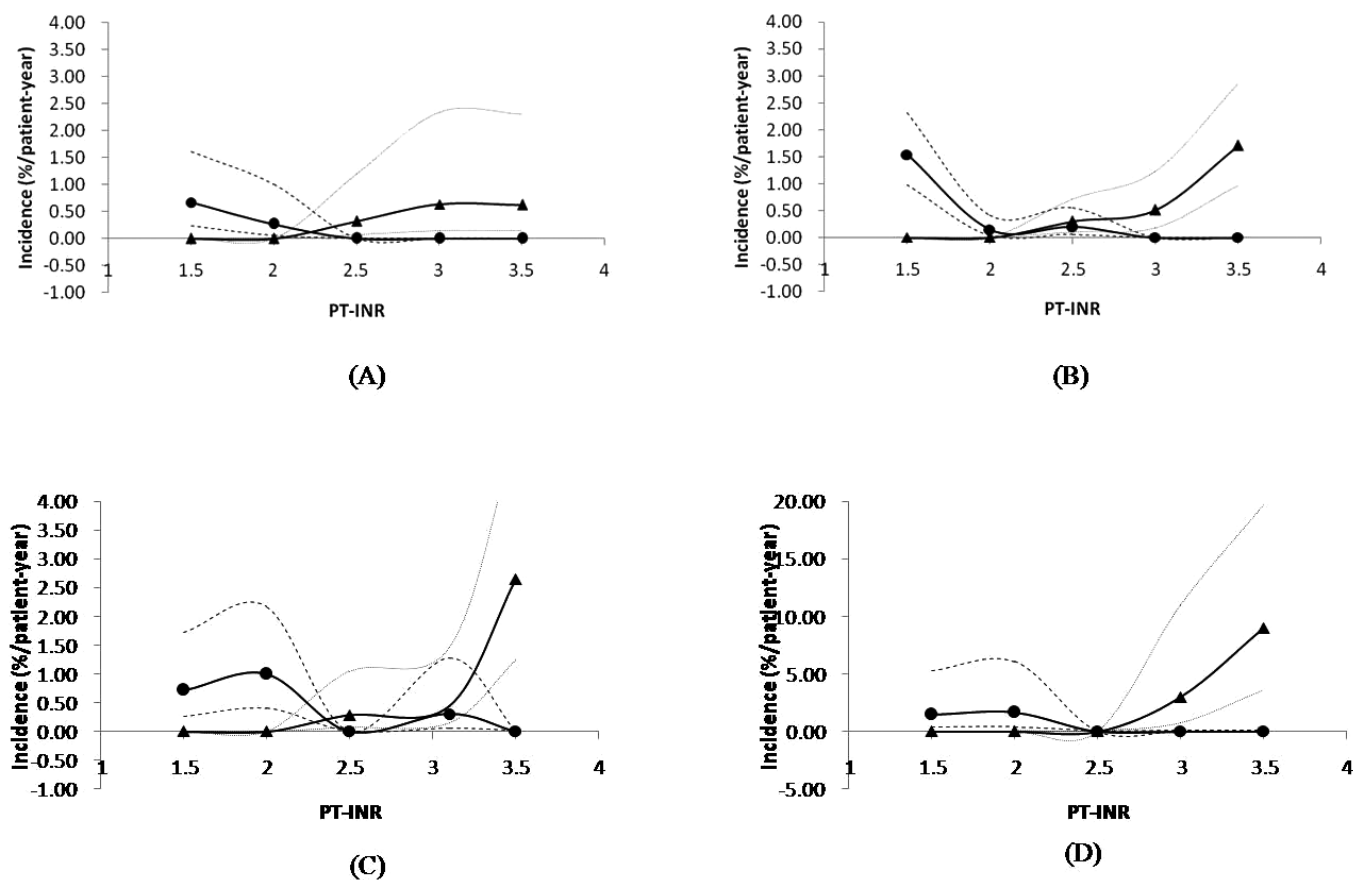 Incidence (%/patient-year)
4.00
3.50
3.00
2.50
2.00
1.50
1.00
0.50
0.00
-0.50
-1.00
1 1.5 2 2.5 3 3.5 4
PT-INR
(A)
Incidence (%/patient-year)
4.00
3.50
3.00
2.50
2.00
1.50
1.00
0.50
0.00
-0.50
-1.00
1 1.5 2 2.5 3 3.5 4
PT-INR
(B)
Incidence (%/patient-year)
4.00
3.50
3.00
2.50
2.00
1.50
1.00
0.50
0.00
-0.50
-1.00
1 1.5 2 2.5 3 3.5 4
PT-INR
(C)
Incidence (%/patient-year)
20.00
15.00
10.00
5.00
0.00
-5.00
1 1.5 2 2.5 3 3.5 4
PT-INR
(D)